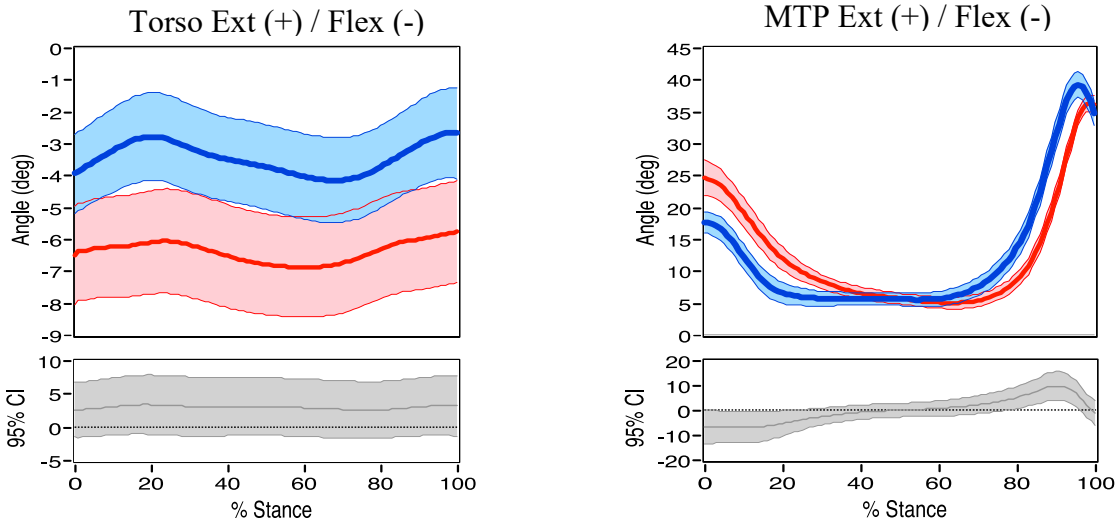 Torso Ext (+) / Flex (-)
0
-1
-2
-3
-4
-5
-6
-7
-8
-9
Angle (deg)
10
5
0
-5
95% CI
0 20 40 60 80 100
% Stance
MTP Ext (+) / Flex (-)
45
40
35
30
25
20
15
10
5
0
Angle (deg)
20
10
0
-10
-20
95% CI
0 20 40 60 80 100
% Stance